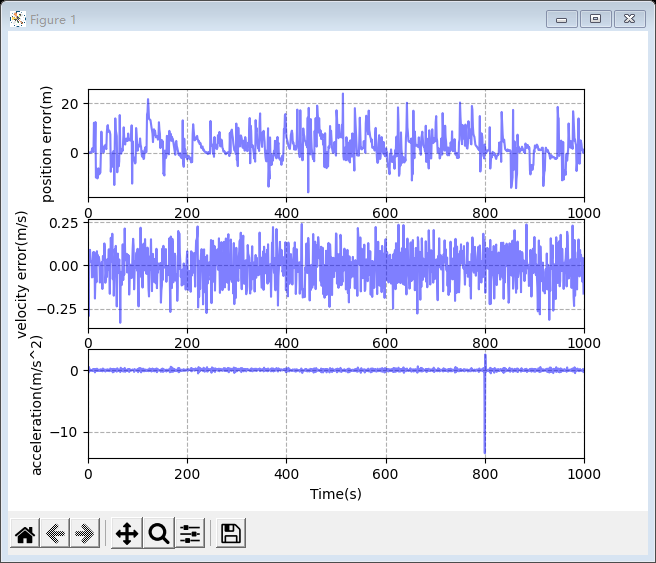 Figure 1
position error(m)
20
0
0 200 400 600 800 1000
velocity error(m/s)
0.25
0.00
−0.25
0 200 400 600 800 1000
acceleration(m/s^2)
0
−10
0 200 400 600 800 1000
Time(s)